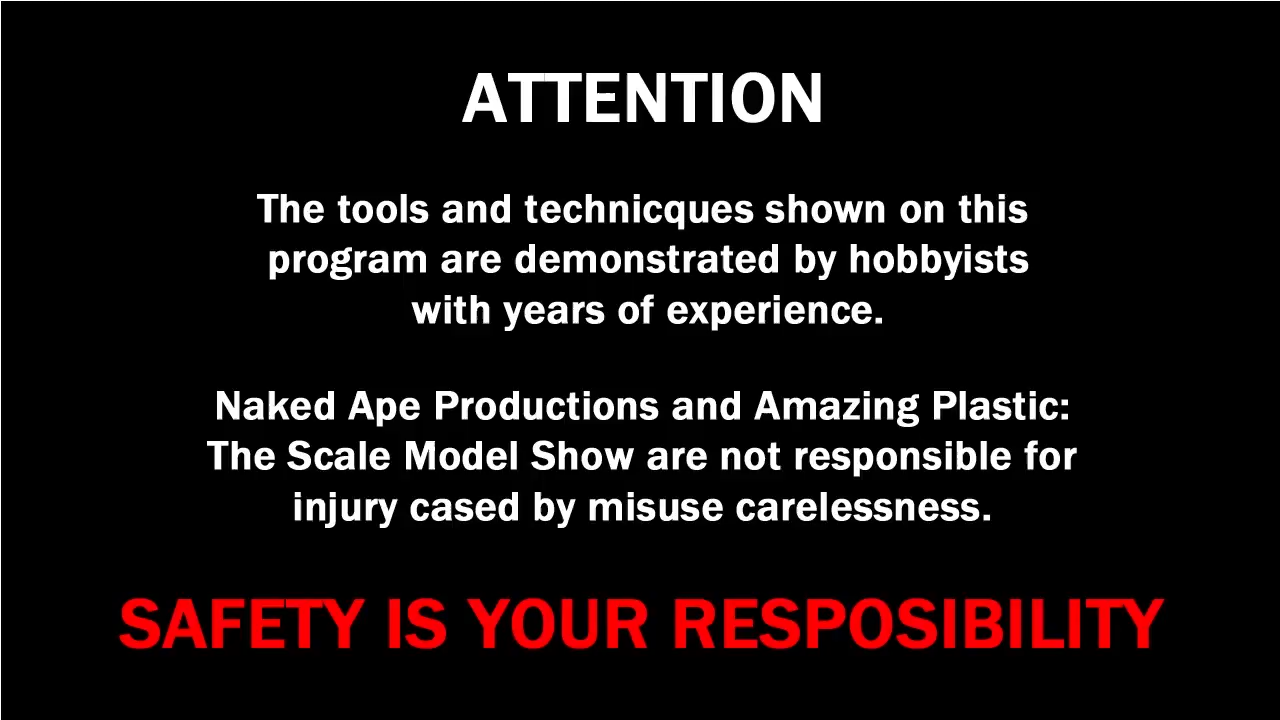 ATTENTION
The tools and technicques shown on this
program are demonstrated by hobbyists
with years of experience.
Naked Ape Productions and Amazing Plastic:
The Scale Model Show are not responsible for
injury cased by misuse carelessness.
SAFETY IS YOUR RESPOSIBILITY